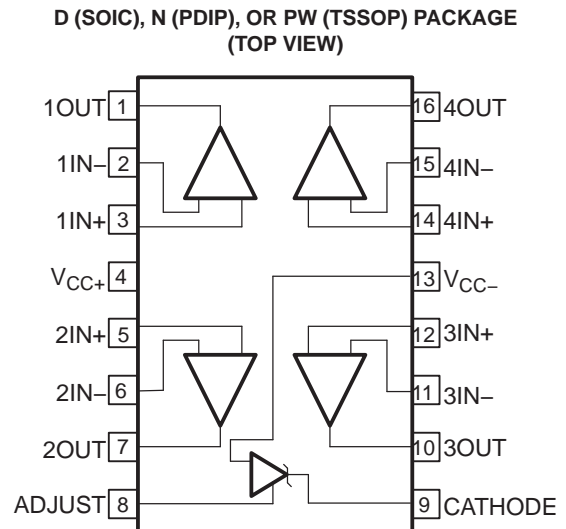 D (SOIC), N (PDIP), OR PW (TSSOP) PACKAGE
(TOP VIEW)
1OUT 1 16 4OUT
1IN− 2 15 4IN−
1IN+ 3 14 4IN+
VCC+ 4 13 VCC−
2IN+ 5 12 3IN+
2IN− 6 11 3IN−
2OUT 7 10 3OUT
ADJUST 8 9 CATHODE